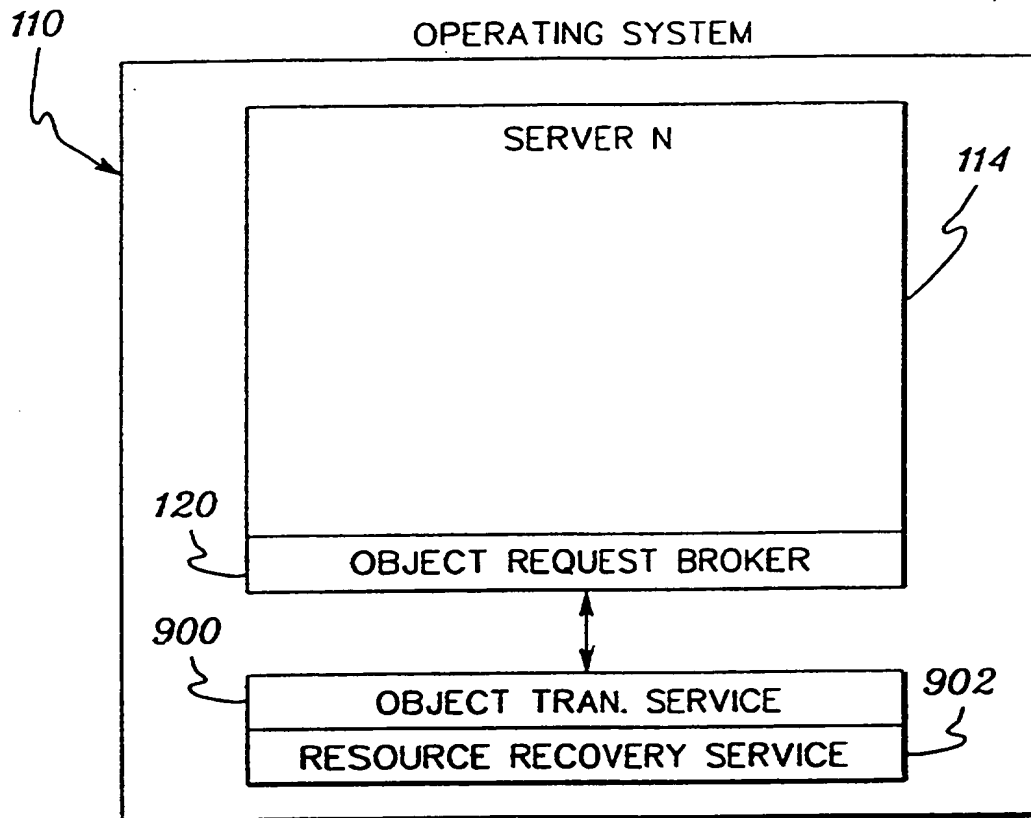 110
OPERATING SYSTEM
SERVER N
114
120
OBJECT REQUEST BROKER
900
OBJECT TRAN. SERVICE
902
RESOURCE RECOVERY SERVICE